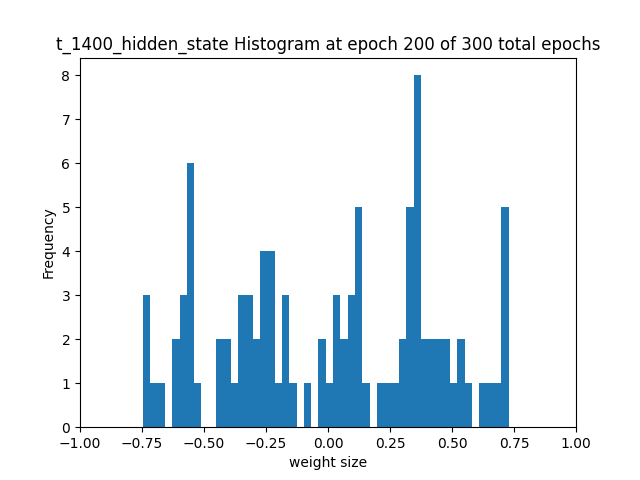 t_1400_hidden_state Histogram at epoch 200 of 300 total epochs
8
7
6
5
4
3
2
1
0
Frequency
−1.00 −0.75 −0.50 −0.25 0.00 0.25 0.50 0.75 1.00
weight size